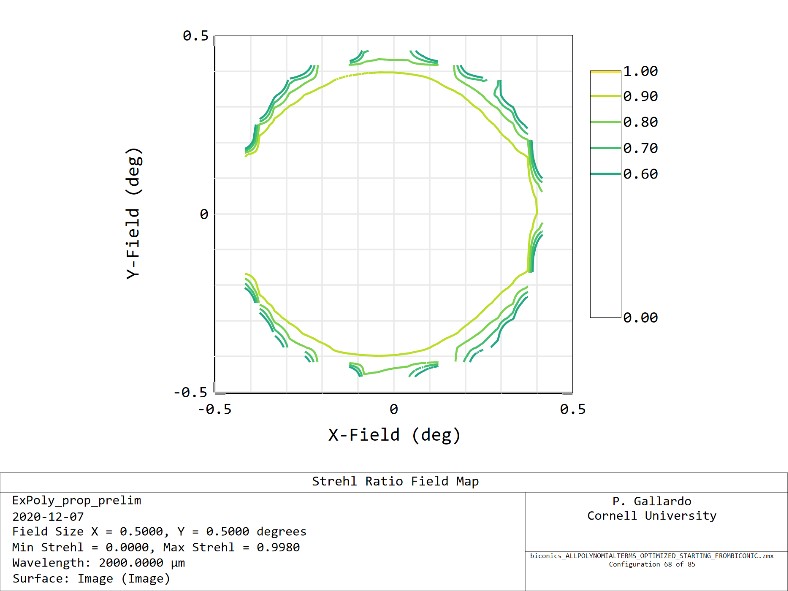 0.5
0
-0.5
Y-Field (deg)
-0.5 0 0.5
X-Field (deg)
1.00
0.90
0.80
0.70
0.60
0.00
Strehl Ratio Field Map
ExPoly_prop_prelim
2020-12-07
Field Size X = 0.5000, Y = 0.5000 degrees
Min Strehl = 0.0000, Max Strehl = 0.9980
Wavelength: 2000.0000 μm
Surface: Image (Image)
P. Gallardo
Cornell University
biconics_ALLPOLYNOMIALTERMS_OPTIMIZED_STARTING_FROMBICONIC.zmx
Configuration 68 of 85